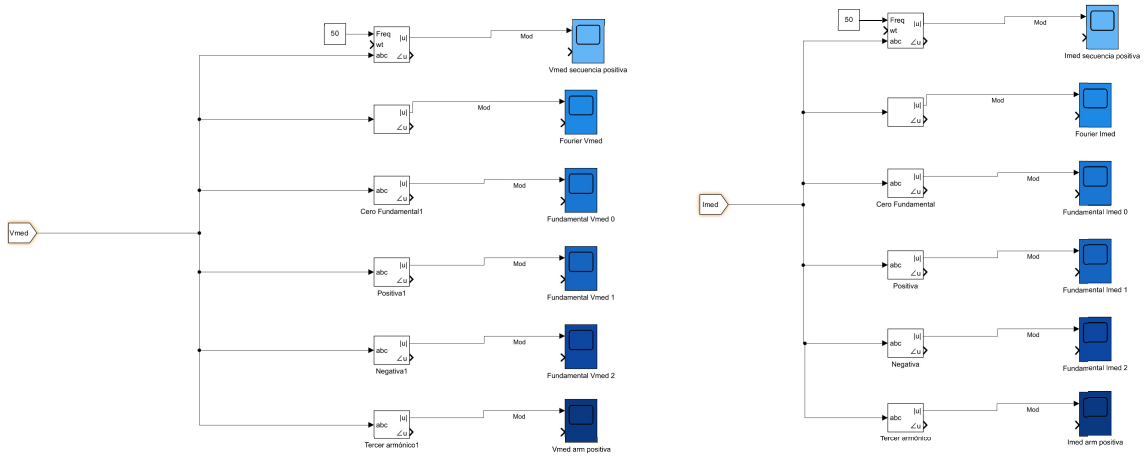 50
Freq
wt
abc
|u|
∠u
Mod
Vmed secuencia positiva
|u|
∠u
Mod
Fourier Vmed
abc
|u|
∠u
Cero Fundamental1
Mod
Fundamental Vmed 0
Vmed
abc
|u|
∠u
Positiva1
Mod
Fundamental Vmed 1
abc
|u|
∠u
Negativa1
Mod
Fundamental Vmed 2
abc
|u|
∠u
Tercer armónico1
Mod
Vmed arm positiva
50
Freq
wt
abc
|u|
∠u
Mod
Imed secuencia positiva
|u|
∠u
Mod
Fourier Imed
abc
|u|
∠u
Cero Fundamental
Mod
Fundamental Imed 0
Imed
abc
|u|
∠u
Positiva
Mod
Fundamental Imed 1
abc
|u|
∠u
Negativa
Mod
Fundamental Imed 2
abc
|u|
∠u
Tercer armónico
Mod
Imed arm positiva